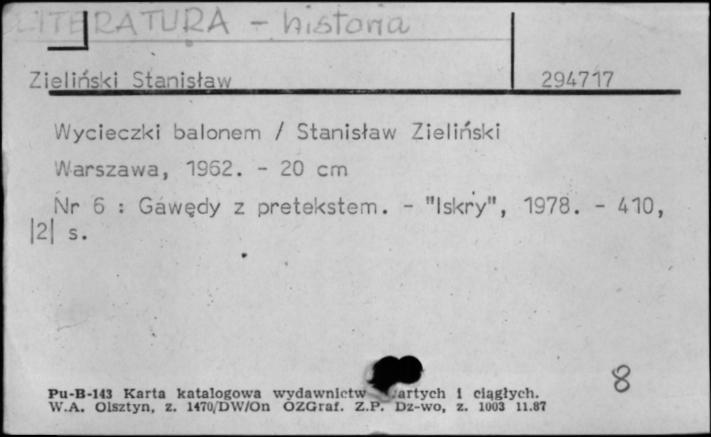 LITERATURA - historia
Zieliński Stanisław 294717
Wycieczki balonem / Stanisław Zieliński
Warszawa, 1962. - 20 cm
Nr 6 : Gawędy z pretekstem. - "Iskry", 1978. - 410,
|2| s.
8
Pu-B-143 Karta katalogowa wydawnictw artych i ciągłych.
W.A. Olsztyn, z. 1470/DW/On OZGraf. Z.P. Dz-wo, z. 1003 11.87